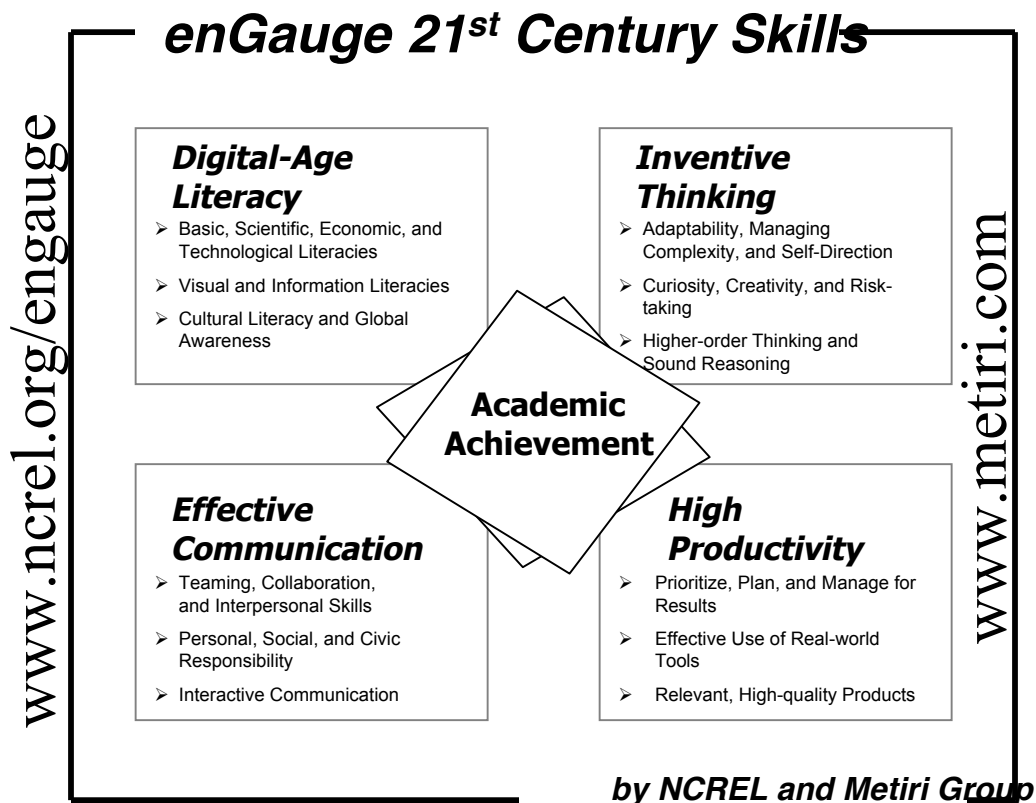 enGauge 21st Century Skills
www.ncrel.org/engauge
Digital-Age
Literacy
➢ Basic, Scientific, Economic, and
Technological Literacies
➢ Visual and Information Literacies
➢ Cultural Literacy and Global
Awareness
Inventive
Thinking
➢ Adaptability, Managing
Complexity, and Self-Direction
➢ Curiosity, Creativity, and Risk-
taking
➢ Higher-order Thinking and
Sound Reasoning
Academic
Achievement
Effective
Communication
➢ Teaming, Collaboration,
and Interpersonal Skills
➢ Personal, Social, and Civic
Responsibility
➢ Interactive Communication
High
Productivity
➢ Prioritize, Plan, and Manage for
Results
➢ Effective Use of Real-world
Tools
➢ Relevant, High-quality Products
www.metiri.com
by NCREL and Metiri Group